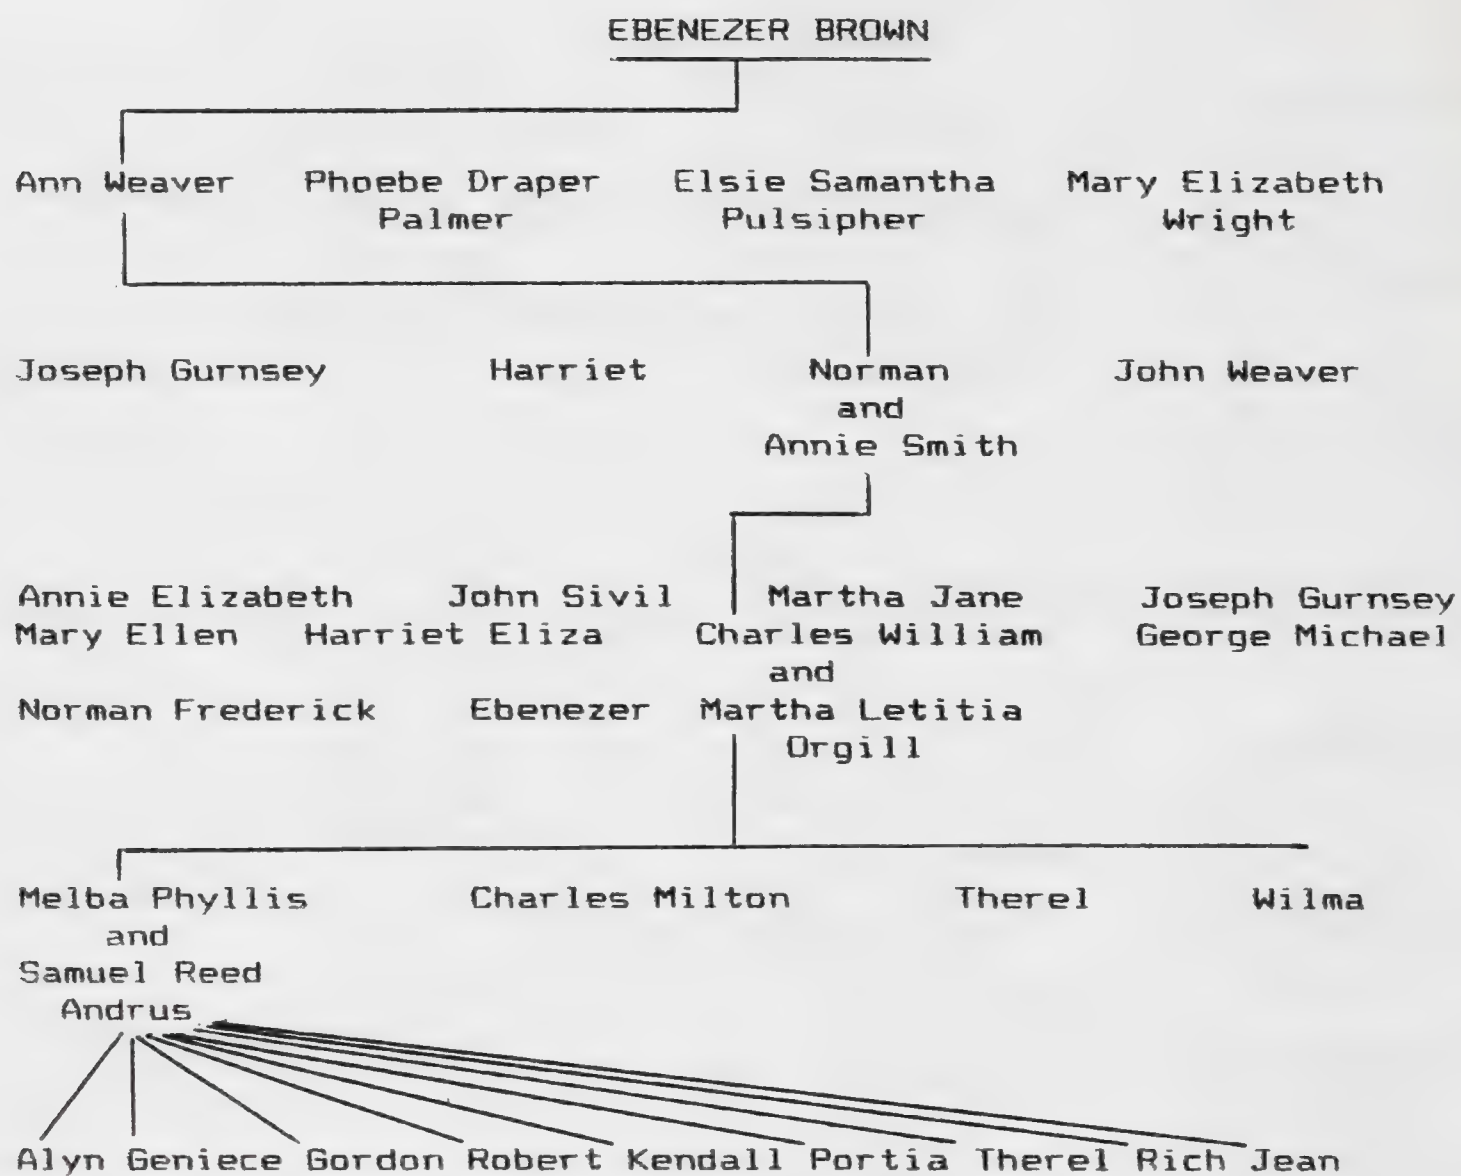 EBENEZER BROWN
Ann Weaver Phoebe Draper Elsie Samantha Mary Elizabeth
Palmer Pulsipher Wright
Joseph Gurnsey Harriet Norman John Weaver
and
Annie Smith
Annie Elizabeth John Sivil Martha Jane Joseph Gurnsey
Mary Ellen Harriet Eliza Charles William George Michael
and
Norman Frederick Ebenezer Martha Letitia
Orgill
Melba Phyllis Charles Milton Therel Wilma
and
Samuel Reed
Andrus
Alyn Geniece Gordon Robert Kendall Portia Therel Rich Jean